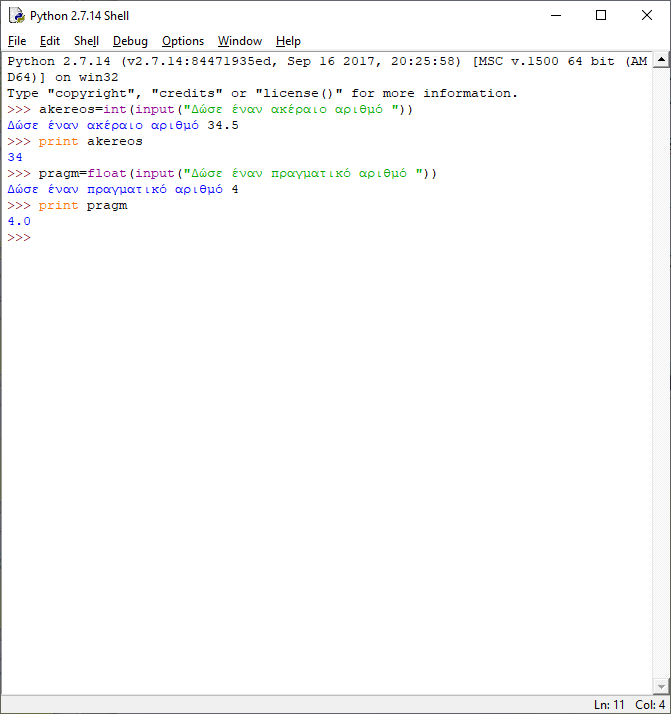 Python 2.7.14 Shell
File Edit Shell Debug Options Window Help
Python 2.7.14 (v2.7.14:84471935ed, Sep 16 2017, 20:25:58) [MSC v.1500 64 bit (AM
D64)] on win32
Type "copyright", "credits" or "license()" for more information.
>>> akereos=int(input("Δώσε έναν ακέραιο αριθμό "))
Δώσε έναν ακέραιο αριθμό 34.5
>>> print akereos
34
>>> pragm=float(input("Δώσε έναν πραγματικό αριθμό "))
Δώσε έναν πραγματικό αριθμό 4
>>> print pragm
4.0
>>>
Ln: 11 Col: 4